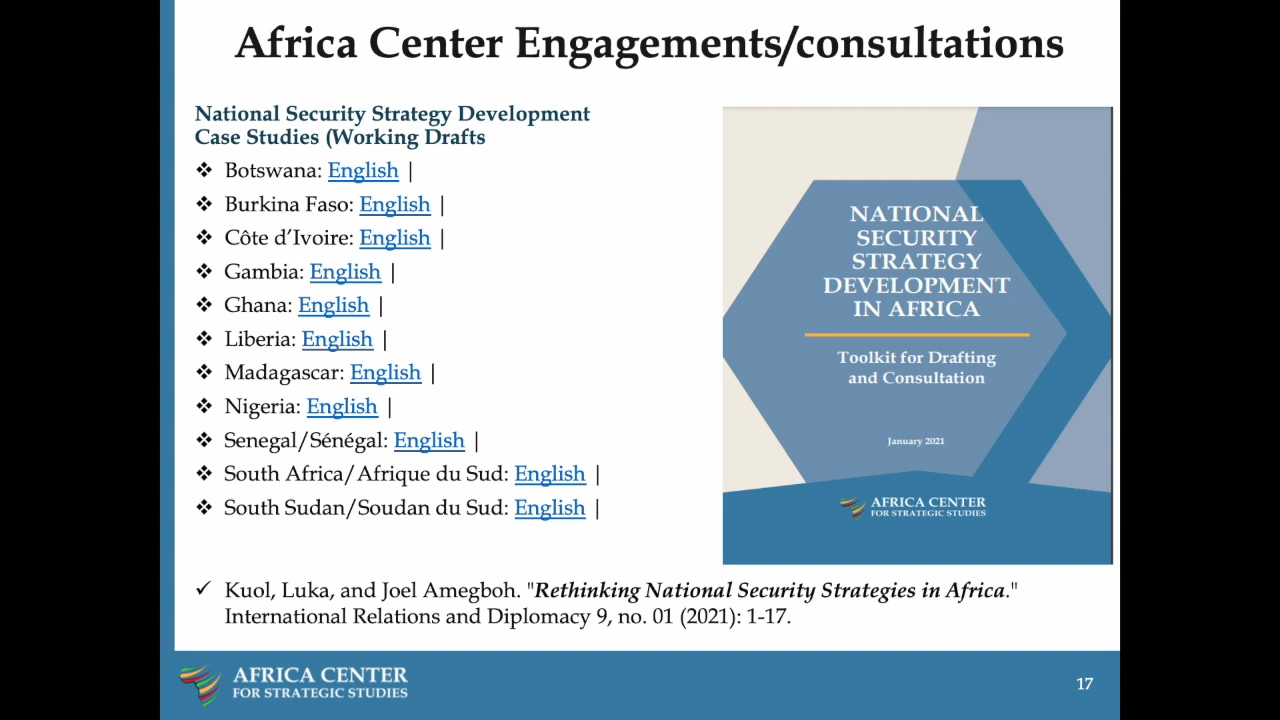 Africa Center Engagements/consultations
National Security Strategy Development
Case Studies (Working Drafts
❖ Botswana: English |
❖ Burkina Faso: English |
❖ Côte d’Ivoire: English |
❖ Gambia: English |
❖ Ghana: English |
❖ Liberia: English |
❖ Madagascar: English |
❖ Nigeria: English |
❖ Senegal/Sénégal: English |
❖ South Africa/Afrique du Sud: English |
❖ South Sudan/Soudan du Sud: English |
NATIONAL
SECURITY
STRATEGY
DEVELOPMENT
IN AFRICA
Toolkit for Drafting
and Consultation
January 2021
AFRICA CENTER
FOR STRATEGIC STUDIES
✓ Kuol, Luka, and Joel Amegboh. "Rethinking National Security Strategies in Africa."
International Relations and Diplomacy 9, no. 01 (2021): 1-17.
AFRICA CENTER
FOR STRATEGIC STUDIES
17